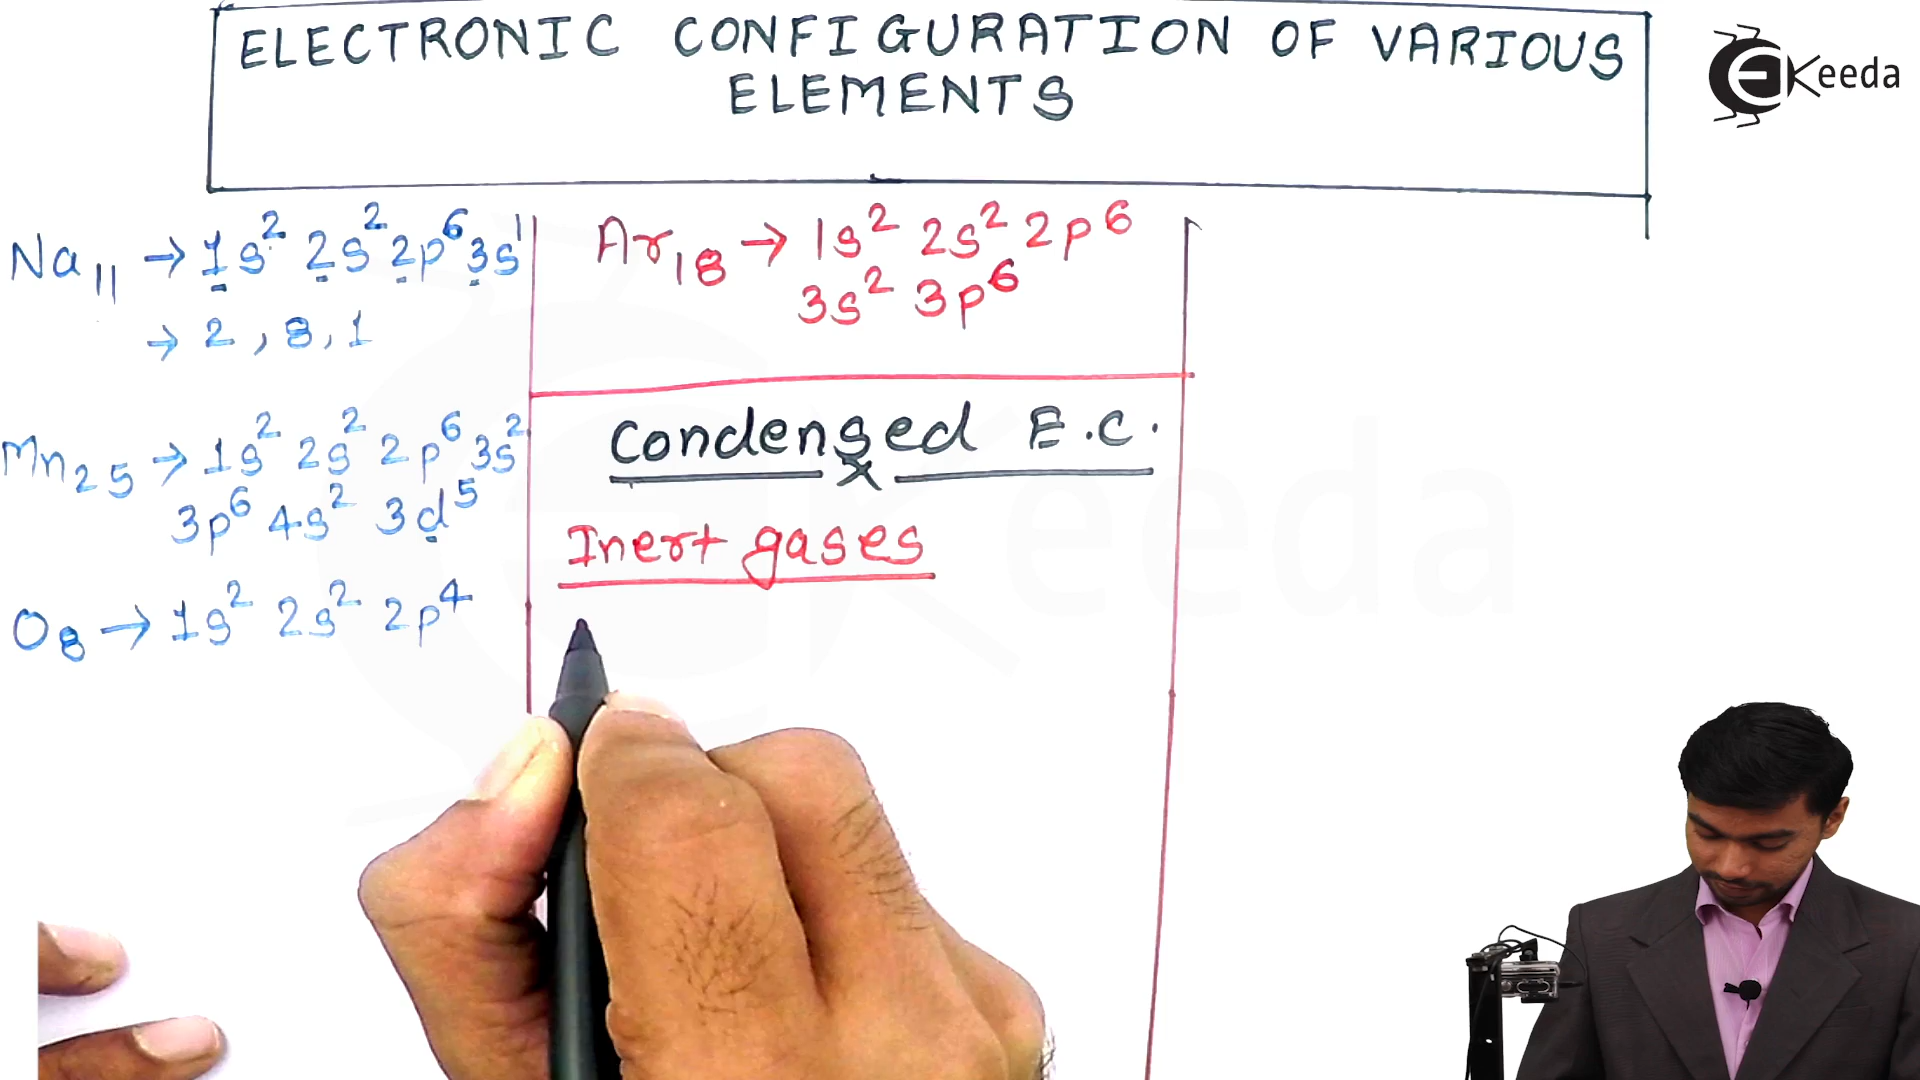 ELECTRONIC CONFIGURATION OF VARIOUS
ELEMENTS
Keeda
Na₁₁ → 1s² 2s² 2p⁶ 3s¹
→ 2, 8, 1
Mn₂₅ → 1s² 2s² 2p⁶ 3s²
3p⁶ 4s² 3d⁵
O₈ → 1s² 2s² 2p⁴
Ar₁₈ → 1s² 2s² 2p⁶
3s² 3p⁶
Condensed E.C.
Inert gases
Keeda